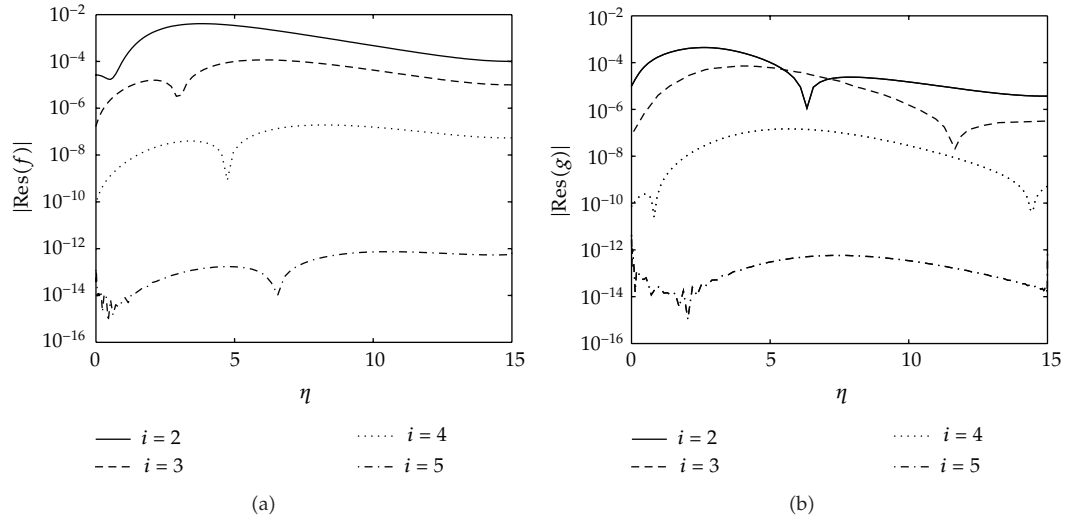 10−2
10−4
10−6
10−8
10−10
10−12
10−14
10−16
|Res(f)|
0
5
10
15
η
i = 2
i = 3
i = 4
i = 5
(a)
10−2
10−4
10−6
10−8
10−10
10−12
10−14
10−16
|Res(g)|
0
5
10
15
η
i = 2
i = 3
i = 4
i = 5
(b)